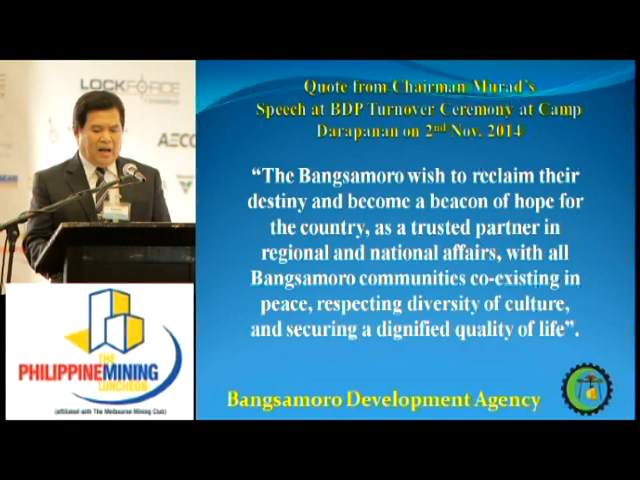 LOCKFORCE
AECO
Quote from Chairman Murad's
Speech at BDP Turnover Ceremony at Camp
Darapanan on 2nd Nov. 2014
"The Bangsamoro wish to reclaim their
destiny and become a beacon of hope for
the country, as a trusted partner in
regional and national affairs, with all
Bangsamoro communities co-existing in
peace, respecting diversity of culture,
and securing a dignified quality of life".
Bangsamoro Development Agency
THE
PHILIPPINEMINING
LUNCHEON
(affiliated with The Melbourne Mining Club)